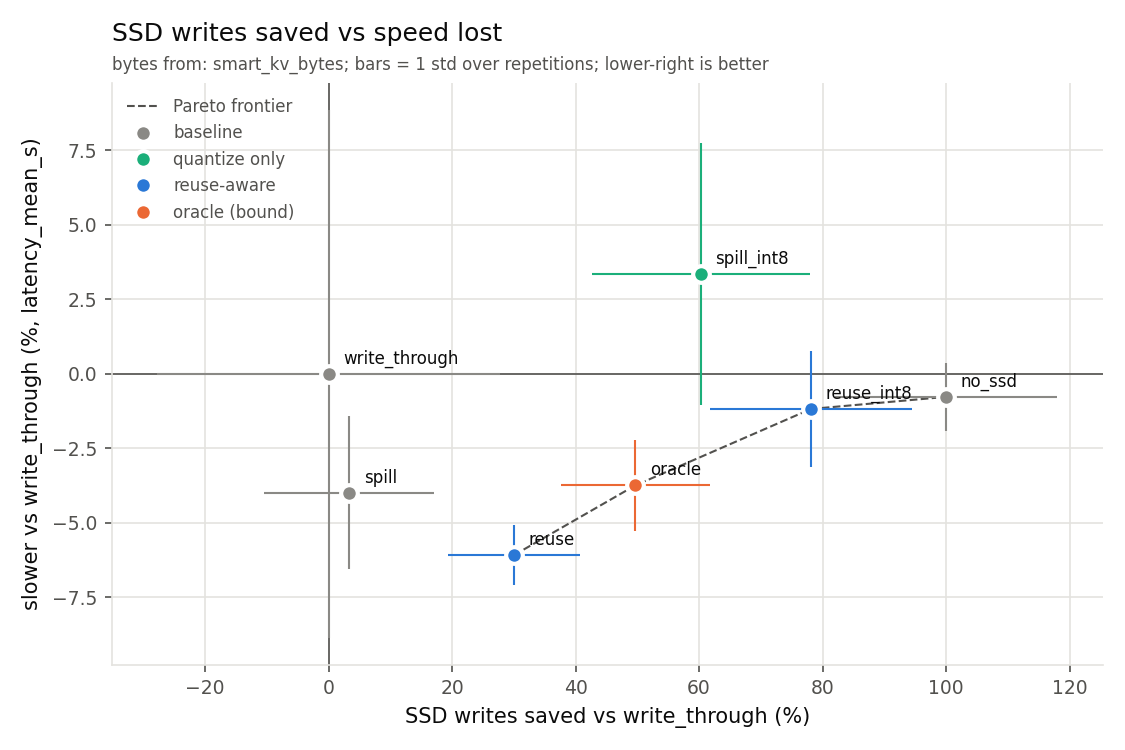 SSD writes saved vs speed lost
bytes from: smart_kv_bytes; bars = 1 std over repetitions; lower-right is better
Pareto frontier
baseline
quantize only
reuse-aware
oracle (bound)
slower vs write_through (%, latency_mean_s)
7.5
5.0
2.5
0.0
−2.5
−5.0
−7.5
spill_int8
write_through
no_ssd
reuse_int8
oracle
spill
reuse
−20
0
20
40
60
80
100
120
SSD writes saved vs write_through (%)